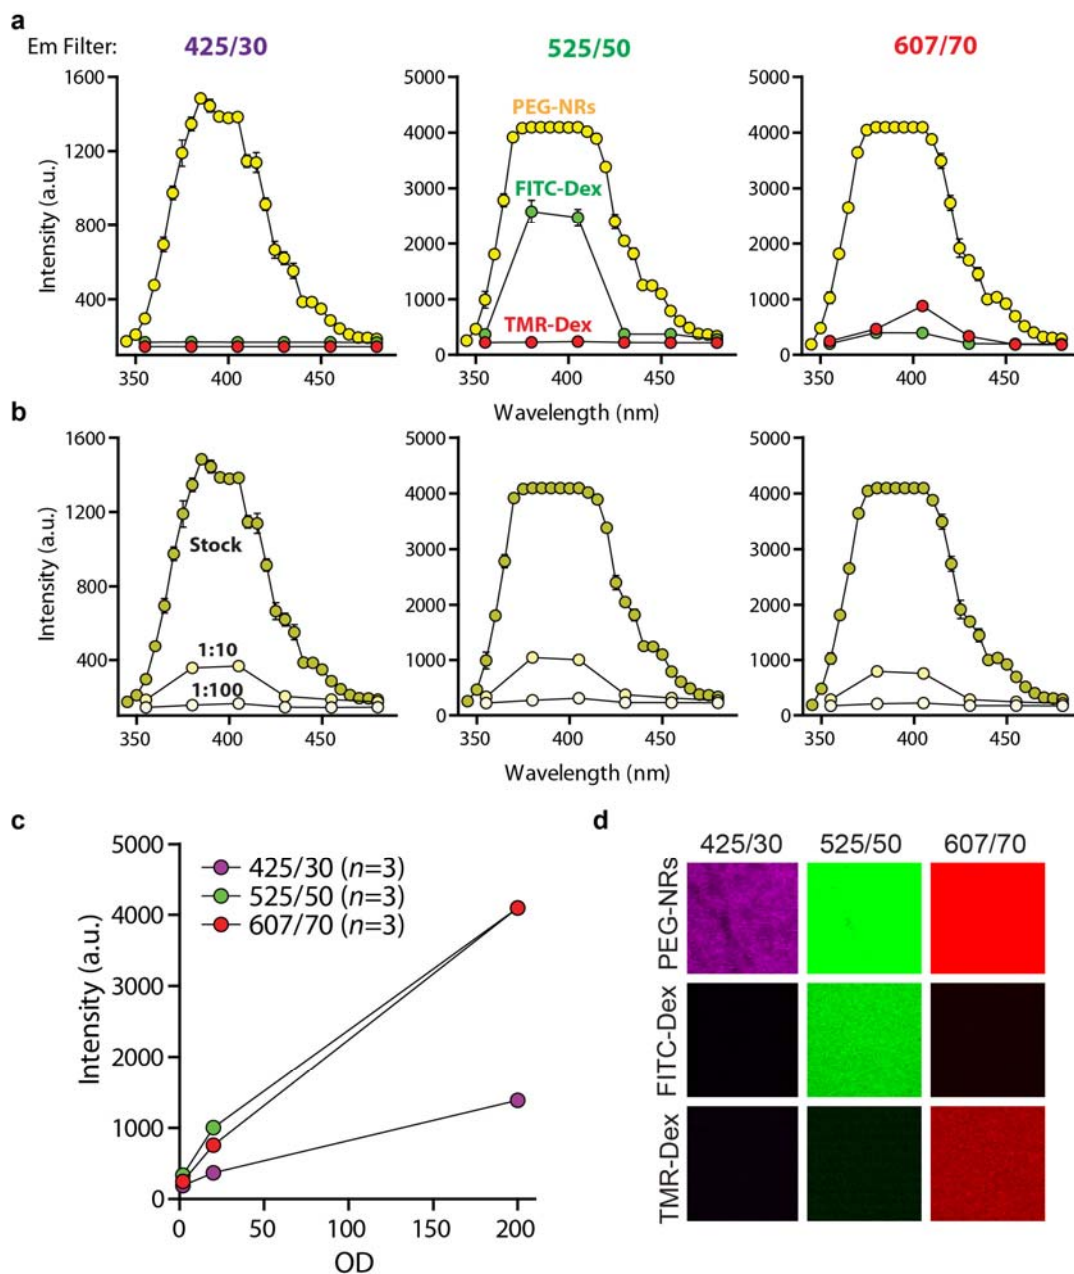 a
Em Filter: 425/30 525/50 607/70
1600
1200
800
400
350 400 450
Intensity (a.u.)
5000
4000
3000
2000
1000
0
350 400 450
PEG-NRs
FITC-Dex
TMR-Dex
5000
4000
3000
2000
1000
0
350 400 450
Wavelength (nm)
b
1600
1200
800
400
350 400 450
Intensity (a.u.)
Stock
1:10
1:100
5000
4000
3000
2000
1000
0
350 400 450
5000
4000
3000
2000
1000
0
350 400 450
Wavelength (nm)
c
5000
4000
3000
2000
1000
0
Intensity (a.u.)
425/30 (n=3)
525/50 (n=3)
607/70 (n=3)
0 50 100 150 200
OD
d
425/30 525/50 607/70
PEG-NRs
FITC-Dex
TMR-Dex